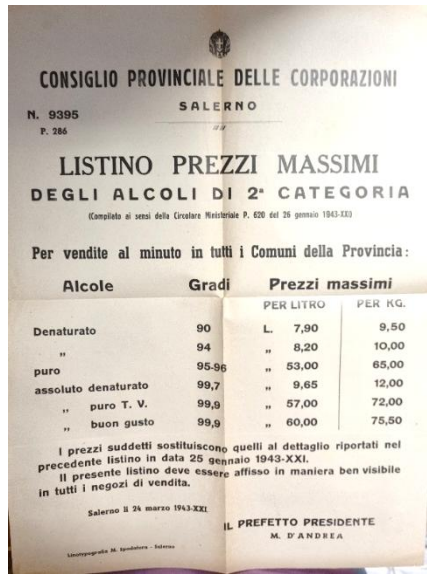 CONSIGLIO PROVINCIALE DELLE CORPORAZIONI
SALERNO
N. 9395
P. 286
LISTINO PREZZI MASSIMI
DEGLI ALCOLI DI 2ª CATEGORIA
(Compilato ai sensi della Circolare Ministeriale P. 620 del 26 gennaio 1943-XXI)
Per vendite al minuto in tutti i Comuni della Provincia:
Alcole Gradi Prezzi massimi
PER LITRO PER KG.
Denaturato 90 L. 7,90 9,50
„ 94 „ 8,20 10,00
puro 95-96 „ 53,00 65,00
assoluto denaturato 99,7 „ 9,65 12,00
„ puro T. V. 99,9 „ 57,00 72,00
„ buon gusto 99,9 „ 60,00 75,50
I prezzi suddetti sostituiscono quelli al dettaglio riportati nel
precedente listino in data 25 gennaio 1943-XXI.
Il presente listino deve essere affisso in maniera ben visibile
in tutti i negozi di vendita.
Salerno li 24 marzo 1943-XXI
IL PREFETTO PRESIDENTE
M. D'ANDREA
Linotypografia M. Spadafora - Salerno